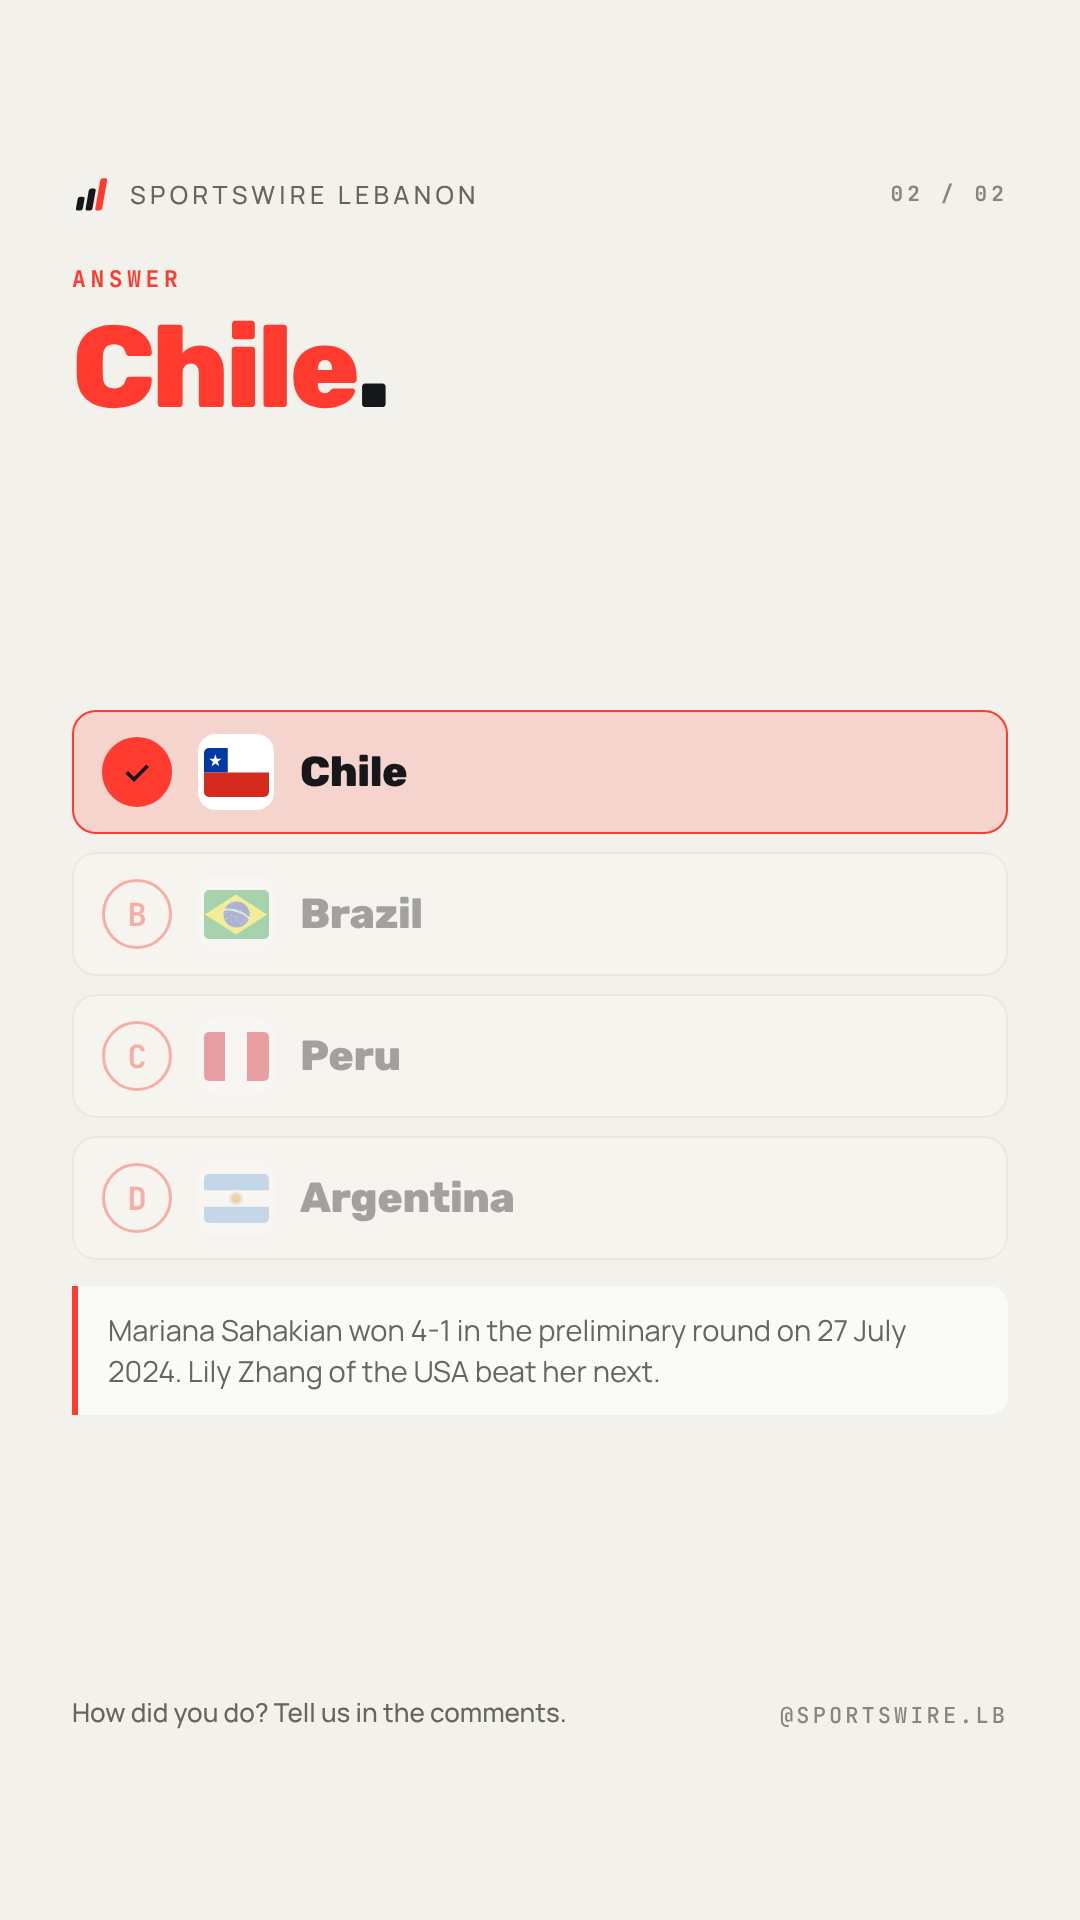 SPORTSWIRE LEBANON
02 / 02
ANSWER
Chile.
Chile
B
Brazil
C
Peru
D
Argentina
Mariana Sahakian won 4-1 in the preliminary round on 27 July
2024. Lily Zhang of the USA beat her next.
How did you do? Tell us in the comments.
@SPORTSWIRE.LB